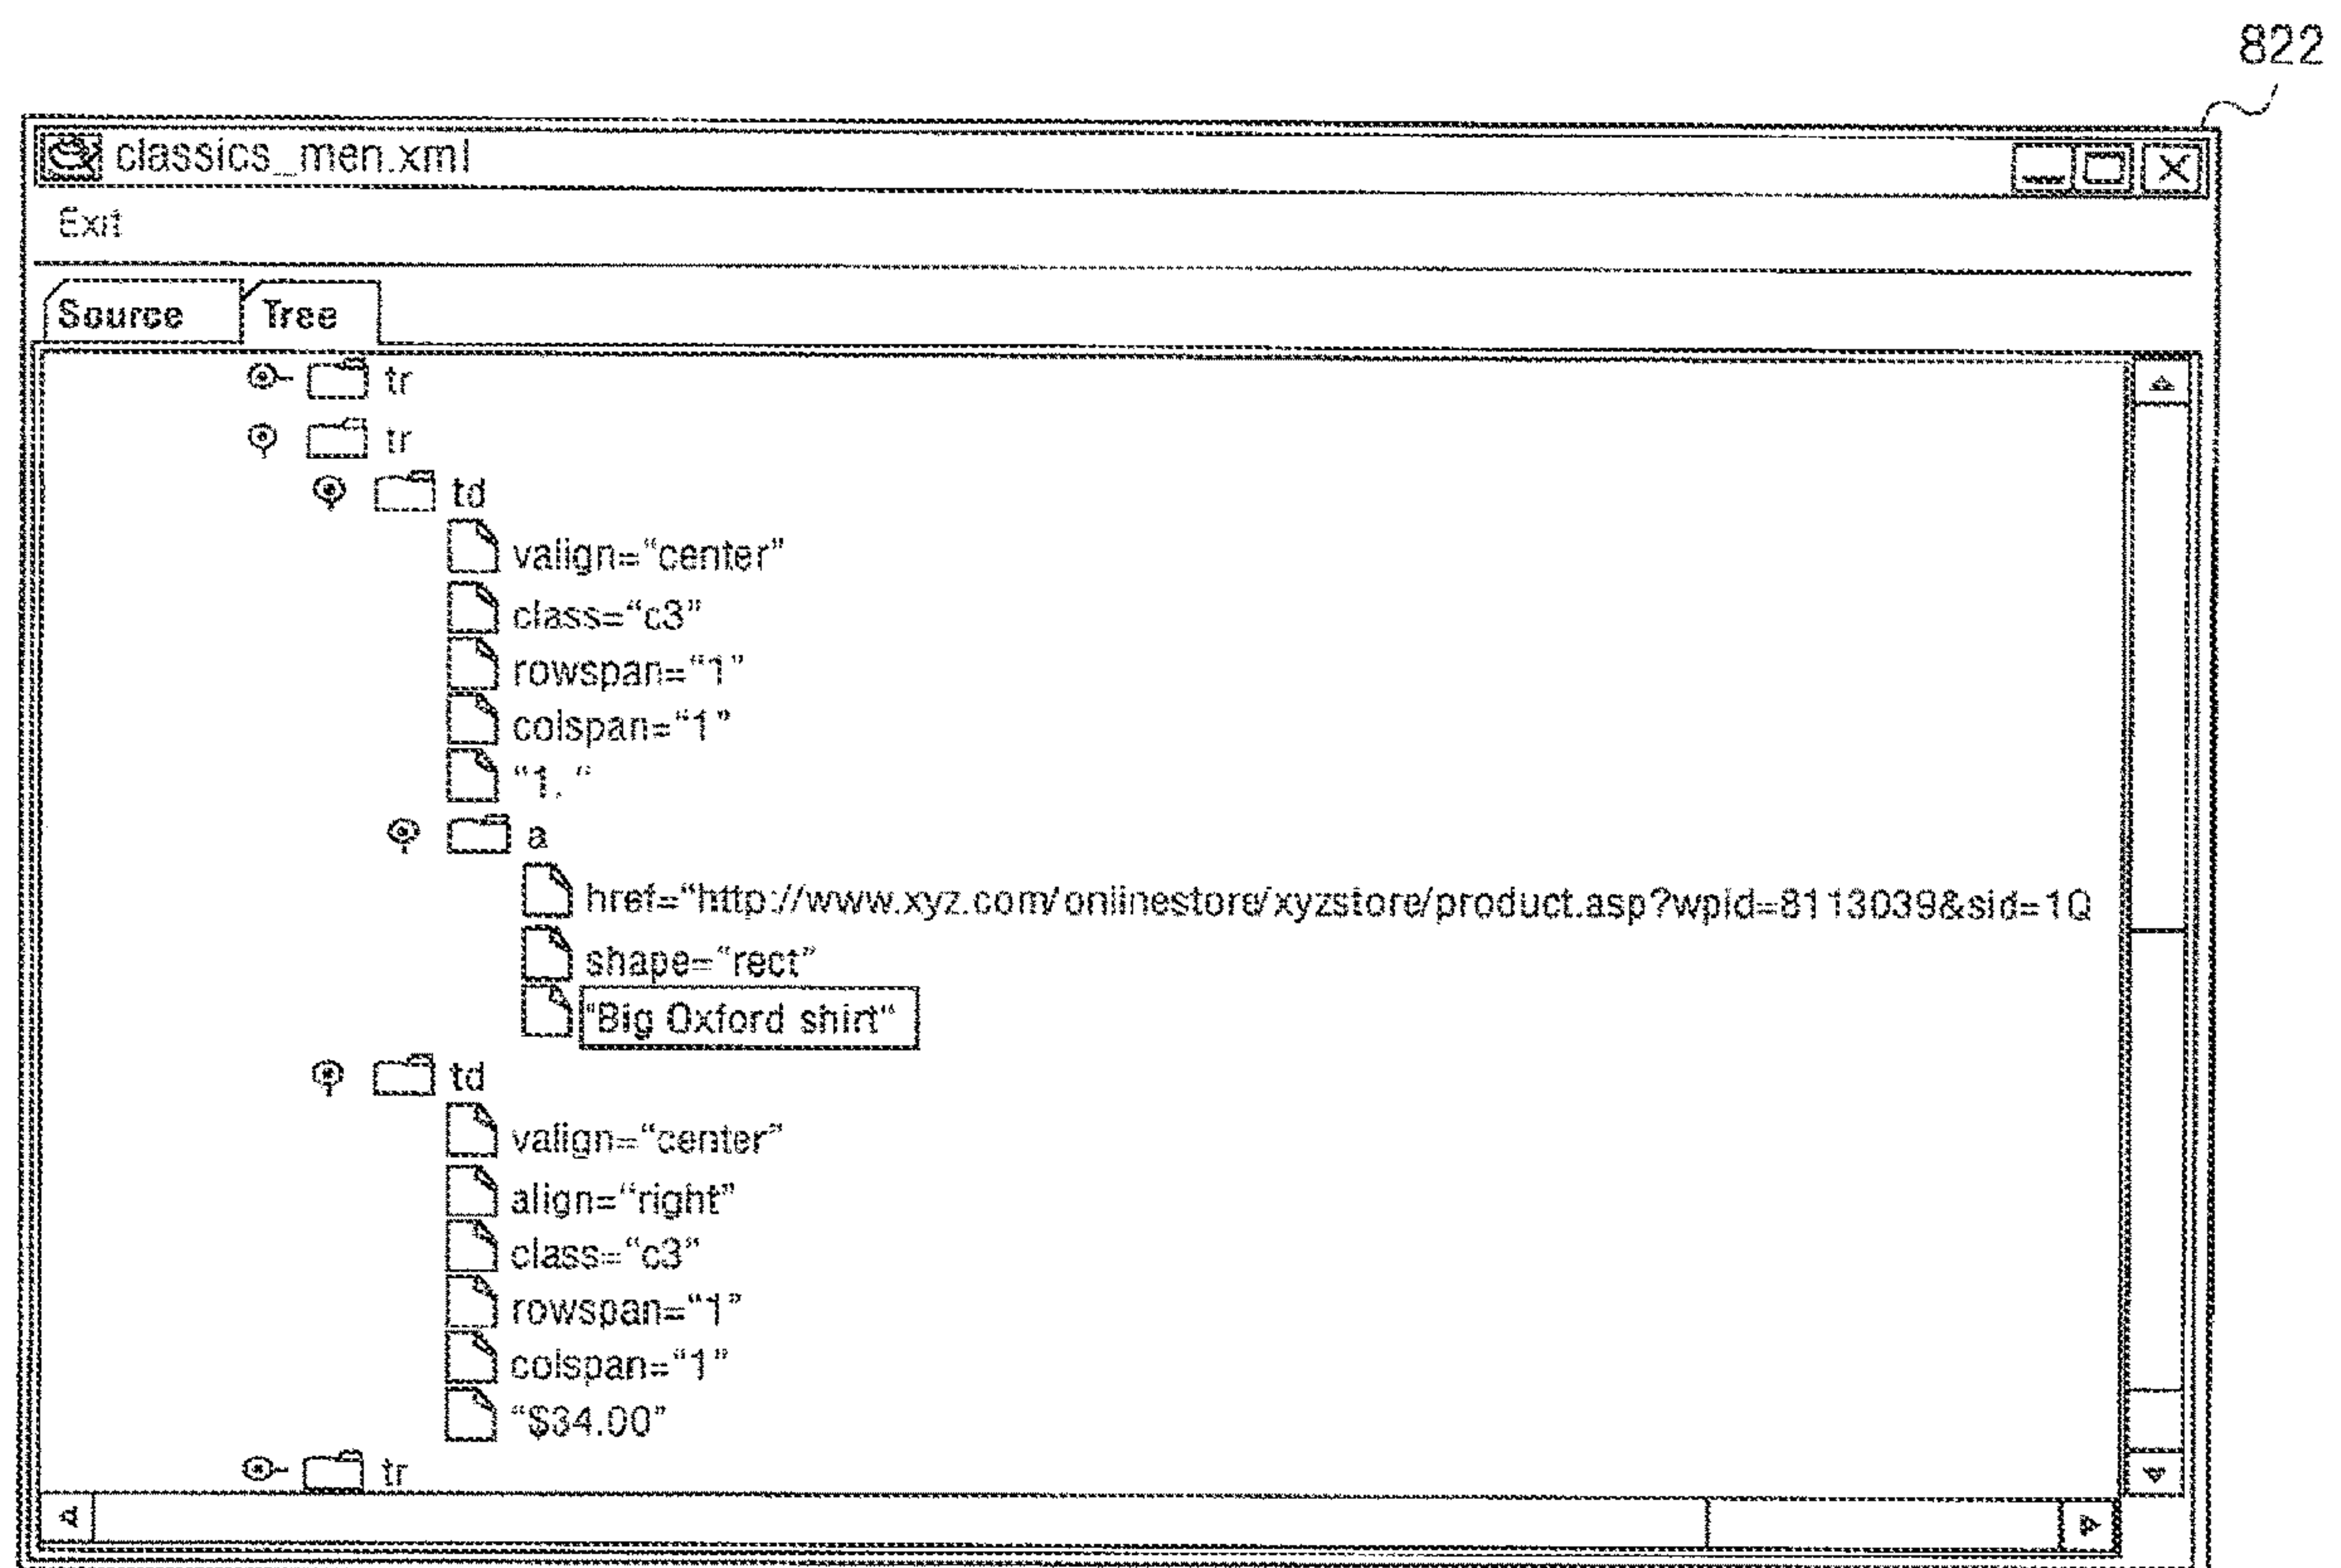 822
classics_men.xml
Exit
Source Tree
tr
tr
td
valign="center"
class="c3"
rowspan="1"
colspan="1"
"1. "
a
href="http://www.xyz.com/onlinestore/xyzstore/product.asp?wpid=8113039&sid=1Q
shape="rect"
"Big Oxford shirt"
td
valign="center"
align="right"
class="c3"
rowspan="1"
colspan="1"
"$34.00"
tr